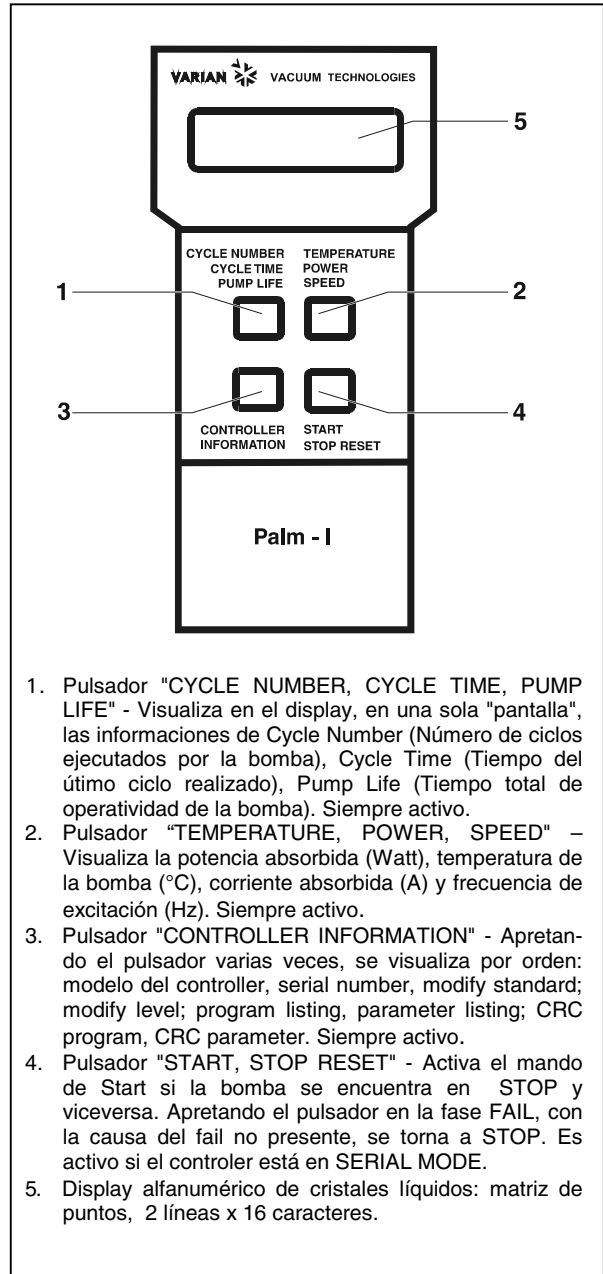 VARIAN VACUUM TECHNOLOGIES
5
CYCLE NUMBER
CYCLE TIME
PUMP LIFE
TEMPERATURE
POWER
SPEED
1
2
3
4
CONTROLLER
INFORMATION
START
STOP RESET
Palm - I
1. Pulsador "CYCLE NUMBER, CYCLE TIME, PUMP
LIFE" - Visualiza en el display, en una sola "pantalla",
las informaciones de Cycle Number (Número de ciclos
ejecutados por la bomba), Cycle Time (Tiempo del
útimo ciclo realizado), Pump Life (Tiempo total de
operatividad de la bomba). Siempre activo.
2. Pulsador “TEMPERATURE, POWER, SPEED" –
Visualiza la potencia absorbida (Watt), temperatura de
la bomba (°C), corriente absorbida (A) y frecuencia de
excitación (Hz). Siempre activo.
3. Pulsador "CONTROLLER INFORMATION" - Apretan-
do el pulsador varias veces, se visualiza por orden:
modelo del controller, serial number, modify standard;
modify level; program listing, parameter listing; CRC
program, CRC parameter. Siempre activo.
4. Pulsador "START, STOP RESET" - Activa el mando
de Start si la bomba se encuentra en STOP y
viceversa. Apretando el pulsador en la fase FAIL, con
la causa del fail no presente, se torna a STOP. Es
activo si el controler está en SERIAL MODE.
5. Display alfanumérico de cristales líquidos: matriz de
puntos, 2 líneas x 16 caracteres.